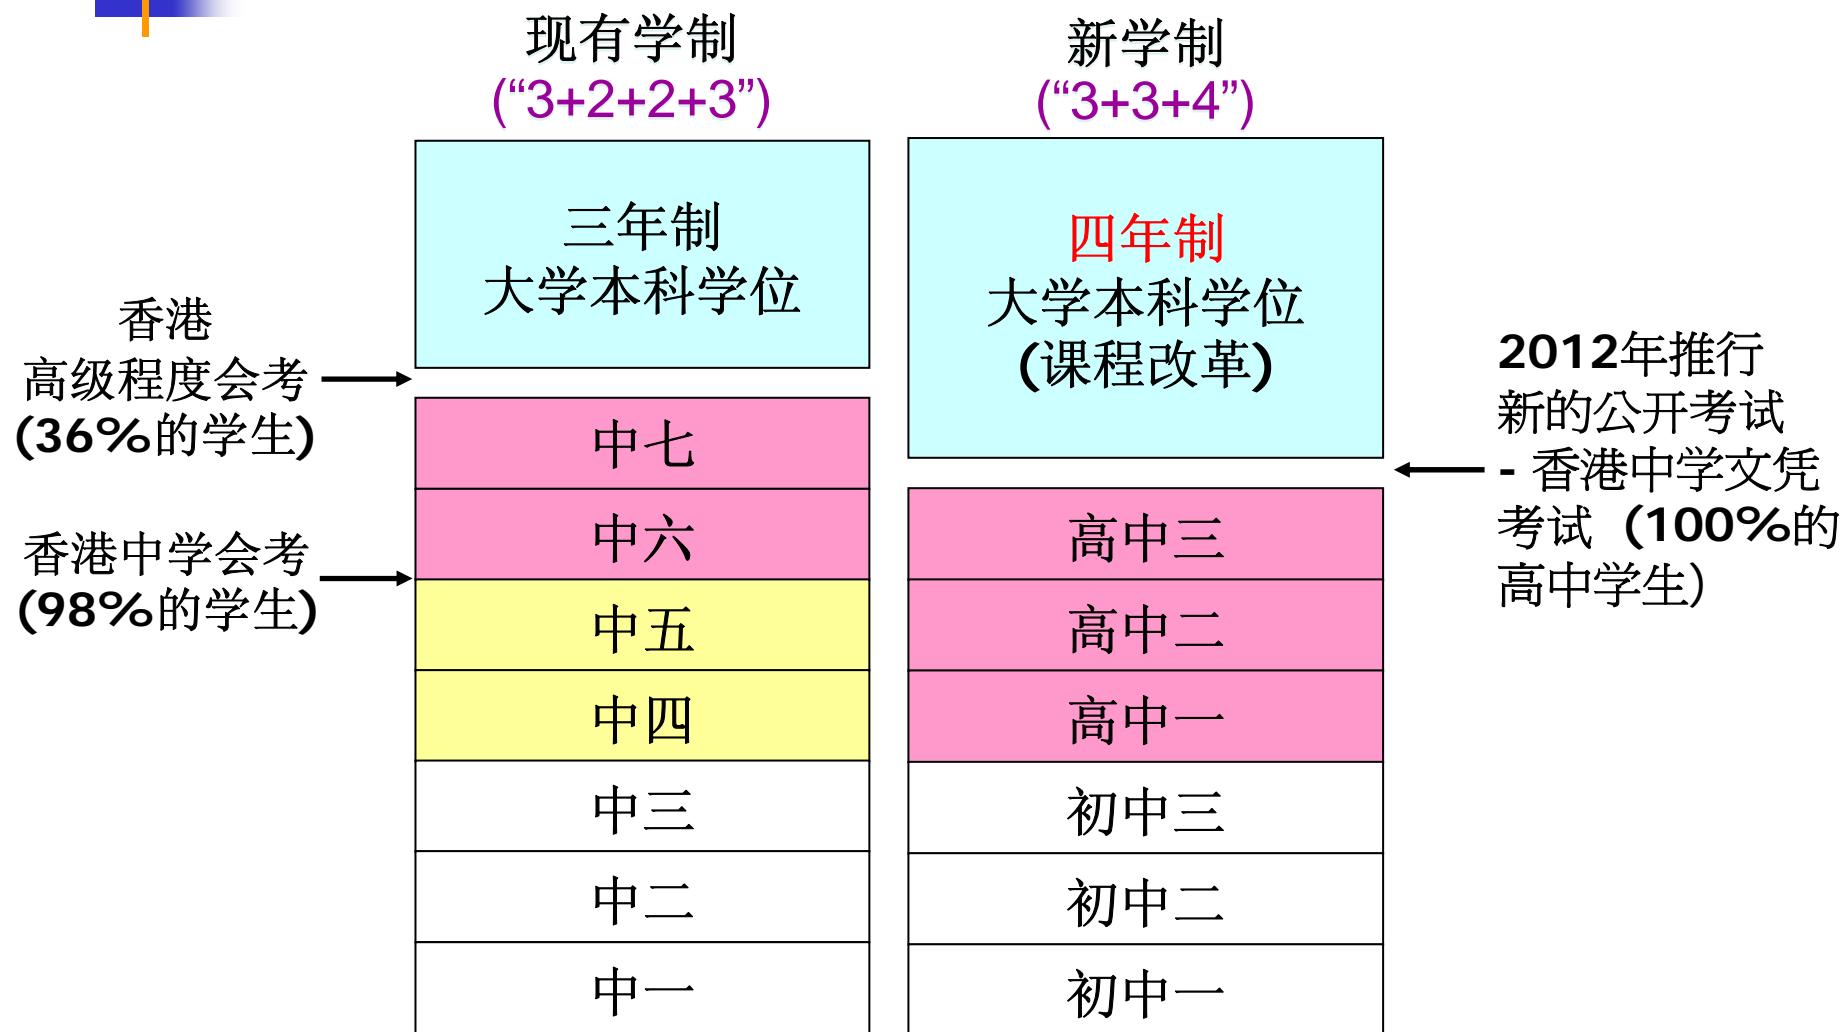 现有学制
(“3+2+2+3”)
三年制
大学本科学位
香港
高级程度会考
(36%的学生)
香港中学会考
(98%的学生)
中七
中六
中五
中四
中三
中二
中一
新学制
(“3+3+4”)
四年制
大学本科学位
(课程改革)
高中三
高中二
高中一
初中三
初中二
初中一
2012年推行
新的公开考试
- 香港中学文凭
考试 (100%的
高中学生)